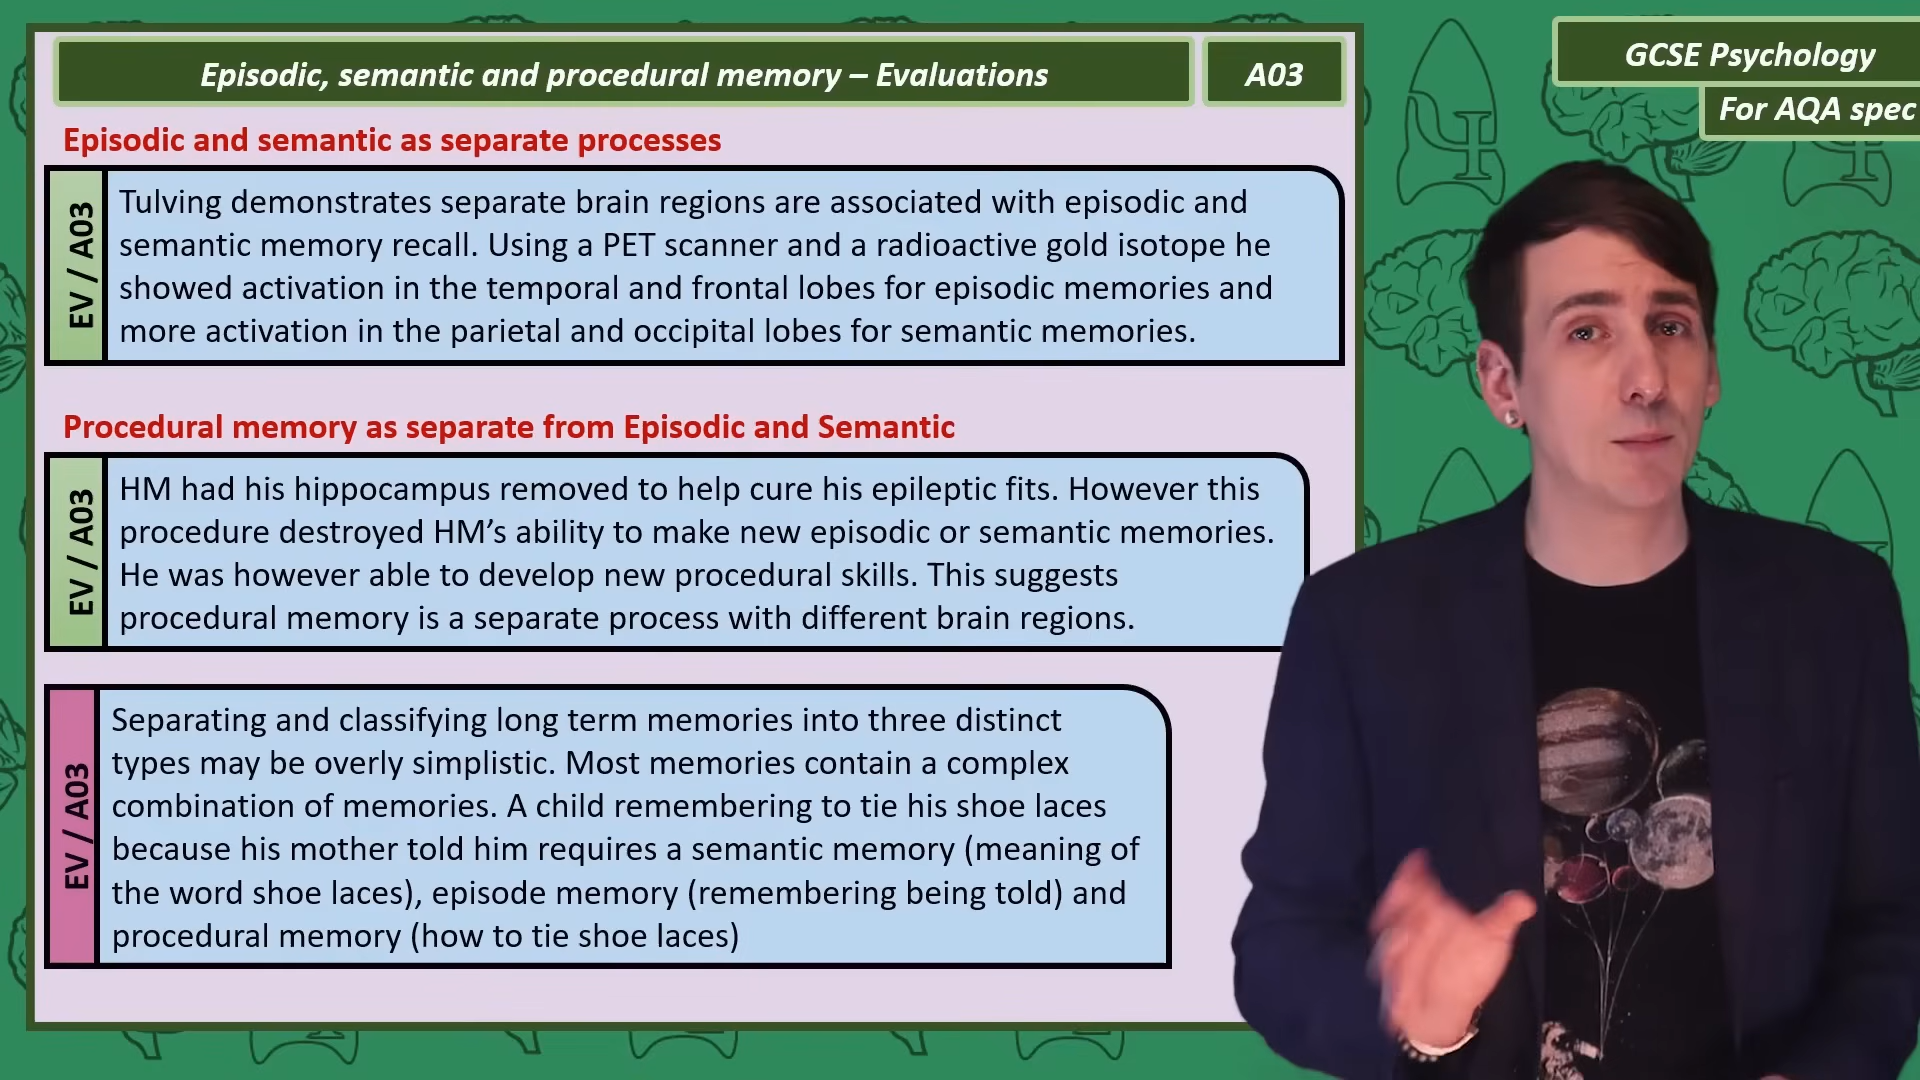 Episodic, semantic and procedural memory – Evaluations
A03
GCSE Psychology
For AQA spec
Episodic and semantic as separate processes
EV / A03
Tulving demonstrates separate brain regions are associated with episodic and
semantic memory recall. Using a PET scanner and a radioactive gold isotope he
showed activation in the temporal and frontal lobes for episodic memories and
more activation in the parietal and occipital lobes for semantic memories.
Procedural memory as separate from Episodic and Semantic
EV / A03
HM had his hippocampus removed to help cure his epileptic fits. However this
procedure destroyed HM’s ability to make new episodic or semantic memories.
He was however able to develop new procedural skills. This suggests
procedural memory is a separate process with different brain regions.
EV / A03
Separating and classifying long term memories into three distinct
types may be overly simplistic. Most memories contain a complex
combination of memories. A child remembering to tie his shoe laces
because his mother told him requires a semantic memory (meaning of
the word shoe laces), episode memory (remembering being told) and
procedural memory (how to tie shoe laces)